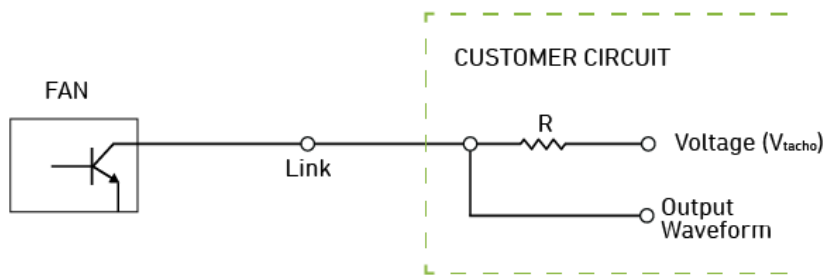 CUSTOMER CIRCUIT
FAN
R
Voltage (Vtacho)
Link
Output
Waveform